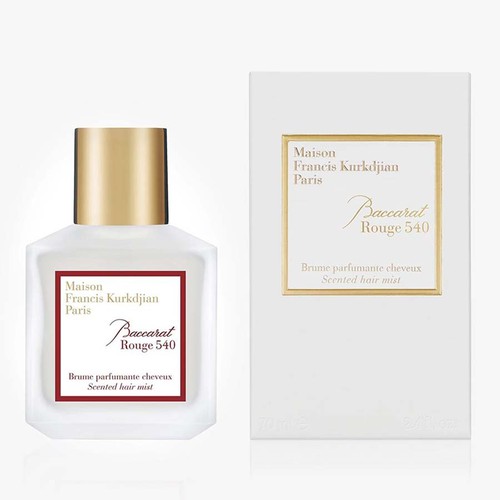 Maison
Francis Kurkdjian
Paris
Baccarat
Rouge 540
Brume parfumante cheveux
Scented hair mist
Maison
Francis Kurkdjian
Paris
Baccarat
Rouge 540
Brume parfumante cheveux
Scented hair mist